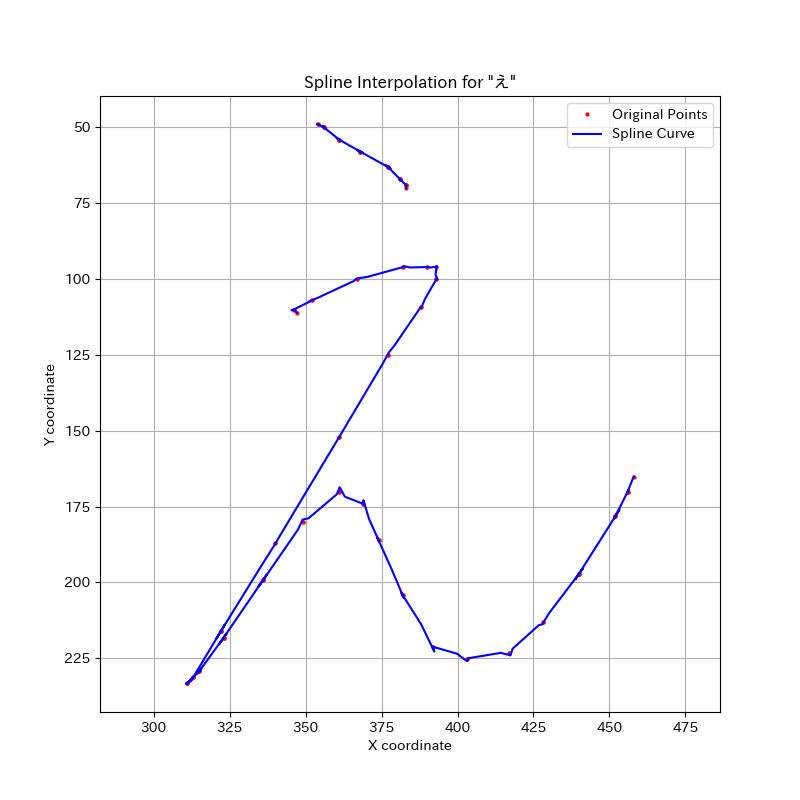 Spline Interpolation for "え"
Original Points
Spline Curve
50
75
100
125
150
175
200
225
Y coordinate
300 325 350 375 400 425 450 475
X coordinate